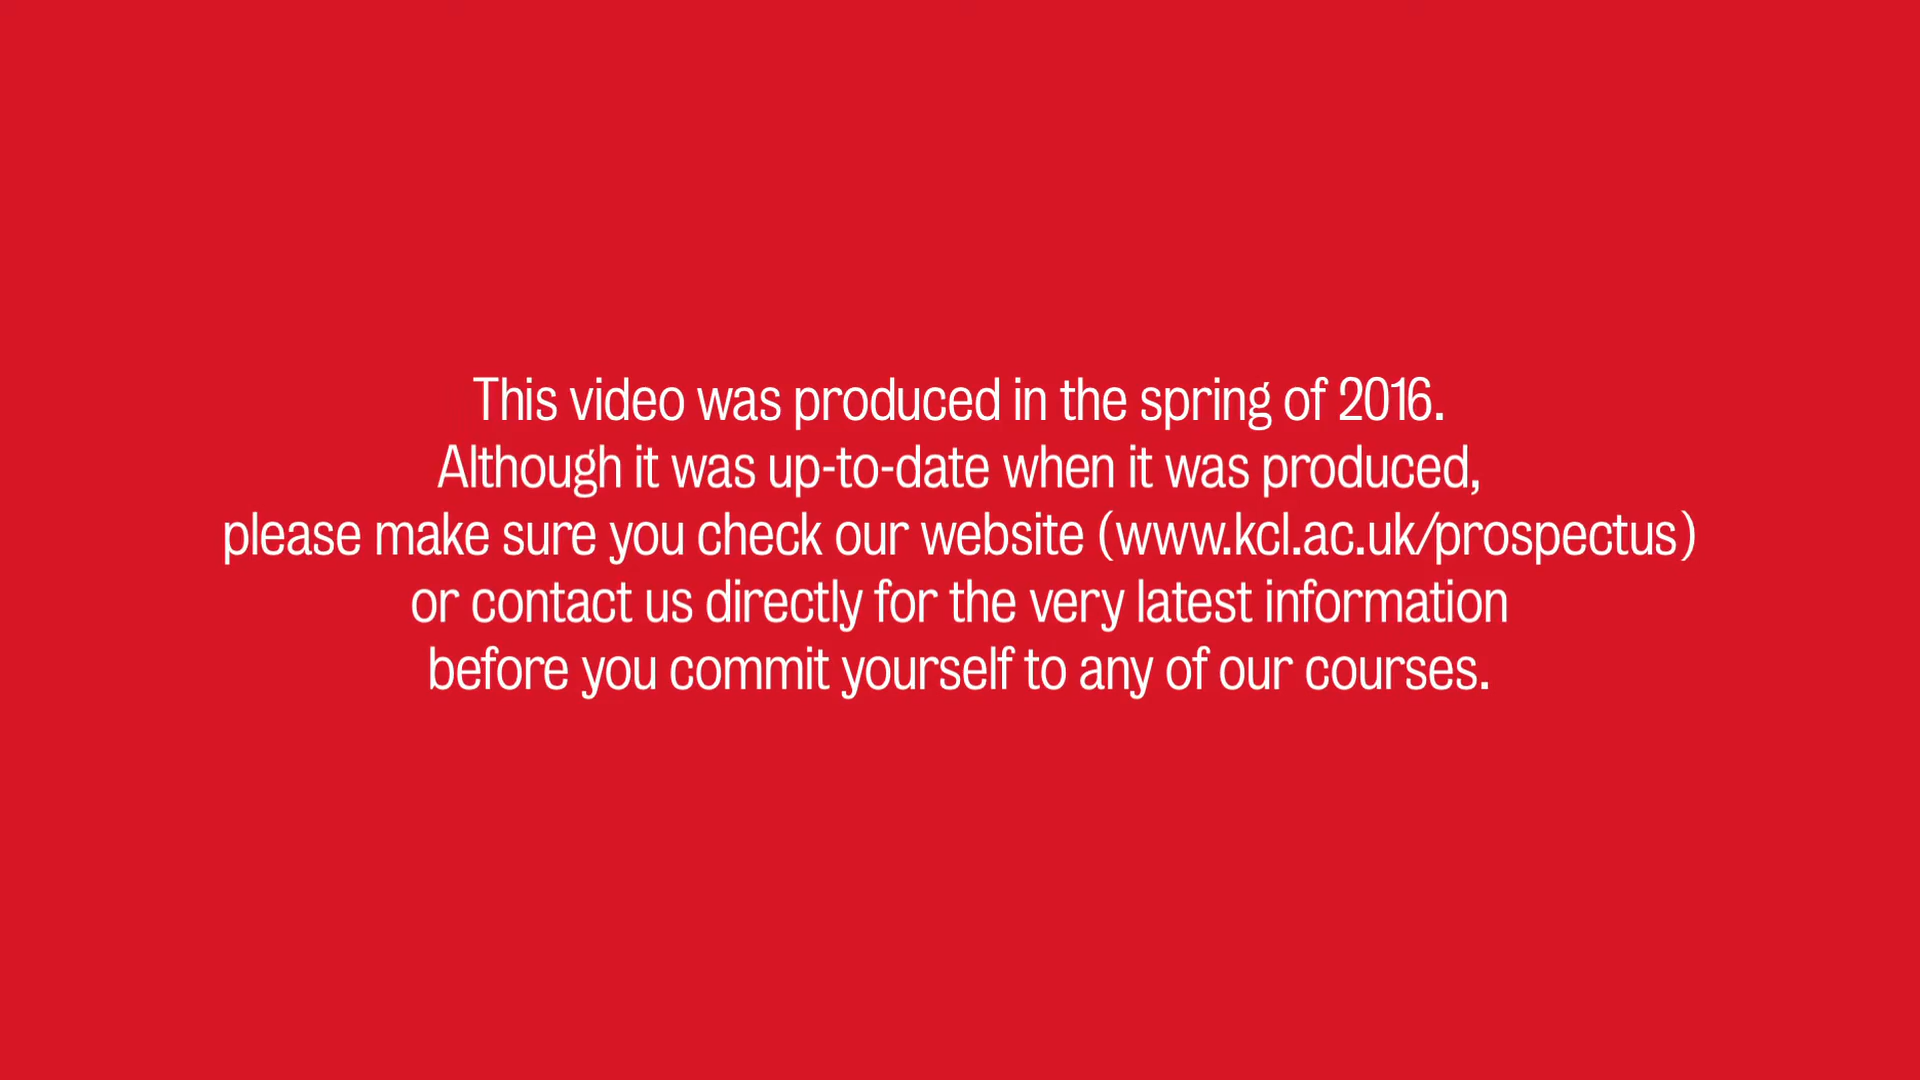 This video was produced in the spring of 2016.
Although it was up-to-date when it was produced,
please make sure you check our website (www.kcl.ac.uk/prospectus)
or contact us directly for the very latest information
before you commit yourself to any of our courses.